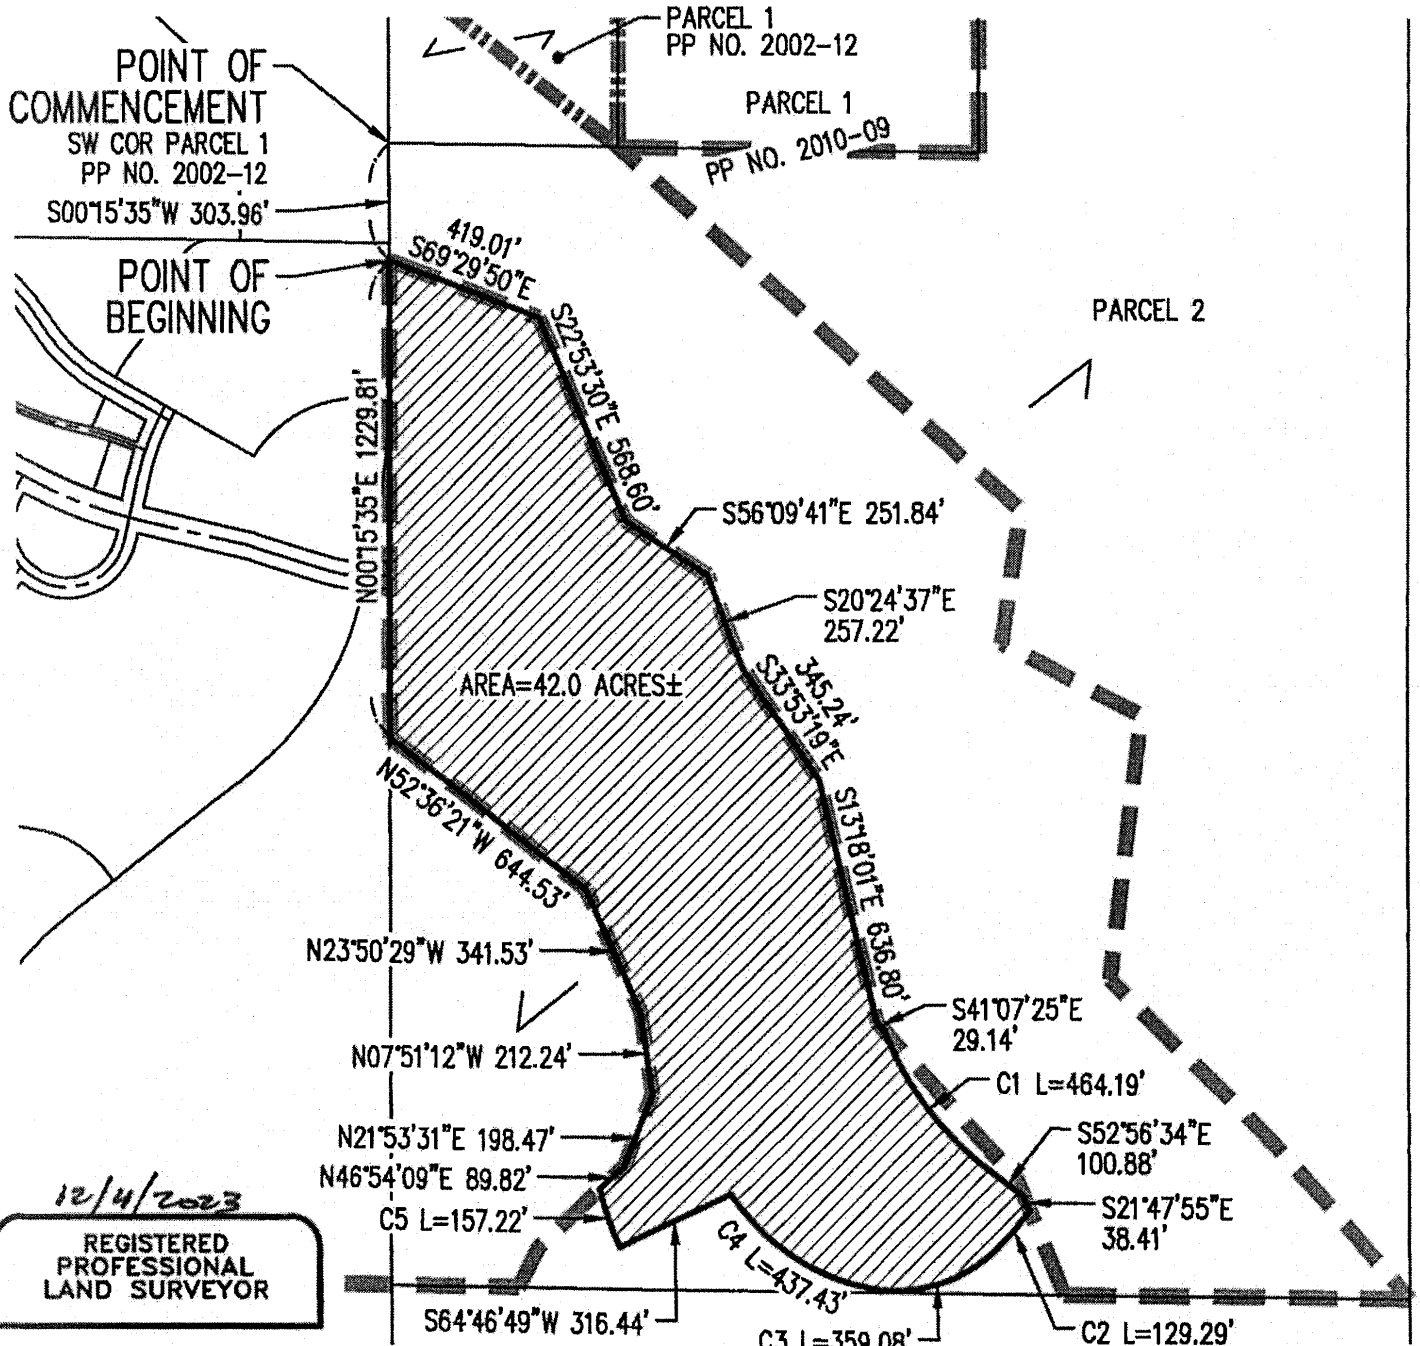 PARCEL 1
PP NO. 2002-12
POINT OF
COMMENCEMENT
SW COR PARCEL 1
PP NO. 2002-12
S00°15'35"W 303.96'
PARCEL 1
PP NO. 2010-09
POINT OF
BEGINNING
419.01'
S69°29'50"E
PARCEL 2
S22°53'30"E 568.60'
N00°15'35"E 1229.81'
S56°09'41"E 251.84'
S20°24'37"E
257.22'
345.24'
S33°53'19"E
AREA=42.0 ACRES±
S13°18'01"E 636.80'
N52°36'21"W 644.53'
N23°50'29"W 341.53'
S41°07'25"E
29.14'
N07°51'12"W 212.24'
C1 L=464.19'
N21°53'31"E 198.47'
S52°56'34"E
100.88'
N46°54'09"E 89.82'
S21°47'55"E
38.41'
C5 L=157.22'
C4 L=437.43'
S64°46'49"W 316.44'
C3 L=359.08'
C2 L=129.29'
12/4/2023
REGISTERED
PROFESSIONAL
LAND SURVEYOR